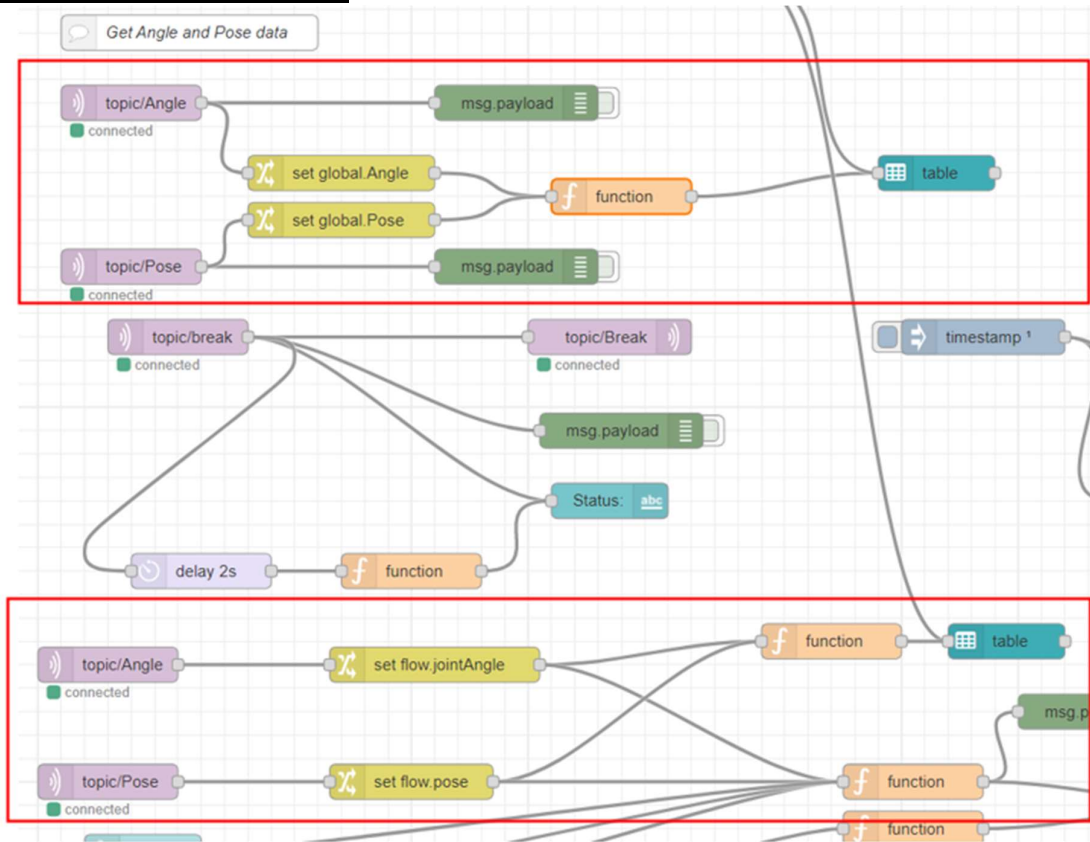 Get Angle and Pose data
topic/Angle
msg.payload
connected
set global.Angle
table
function
set global.Pose
topic/Pose
msg.payload
connected
topic/break
topic/Break
timestamp ¹
connected
connected
msg.payload
Status:
abc
delay 2s
function
function
table
topic/Angle
set flow.jointAngle
connected
msg.p
topic/Pose
set flow.pose
function
connected
function